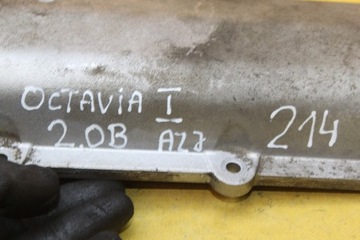 OCTAVIA I
2.0B AZJ 214